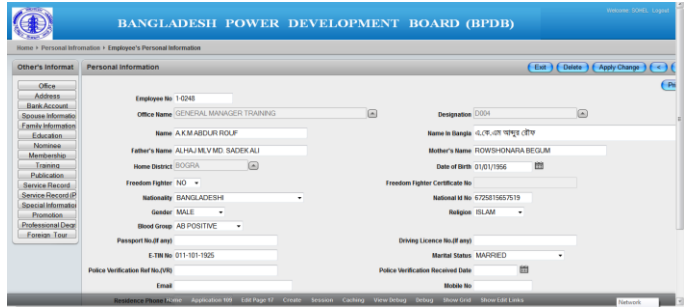 BANGLADESH POWER DEVELOPMENT BOARD (BPDB)
Welcome: DOMG. Logout
Home > Personal Information > Employee's Personal Information
Other's Informat
Personal Information
Exit Delete Apply Change <
Office
Address
Bank Account
Spouse Informatio
Family Information
Education
Nominee
Membership
Training
Publication
Service Record
Service Record (P
Special Information
Promotion
Professional Degr
Foreign Tour
Employee No 1-0248
Office Name GENERAL MANAGER TRAINING
Designation D004
Name A.K.M ABDUR ROUF
Name in Bangla এ.কে.এম আব্দুর রৌফ
Father's Name ALHAJ MLV MD. SADEK ALI
Mother's Name ROWSHONARA BEGUM
Home District BOGRA
Date of Birth 01/01/1956
Freedom Fighter NO
Freedom Fighter Certificate No
Nationality BANGLADESHI
National Id No 6725815657519
Gender MALE
Religion ISLAM
Blood Group AB POSITIVE
Passport No.(If any)
Driving Licence No.(If any)
E-TIN No 011-101-1925
Marital Status MARRIED
Police Verification Ref No.(VR)
Police Verification Received Date
Email
Mobile No
Residence Phone
Application 108 Edit Page 17 Create Session Caching View Debug Debug Show Grid Show Edit Links
Network